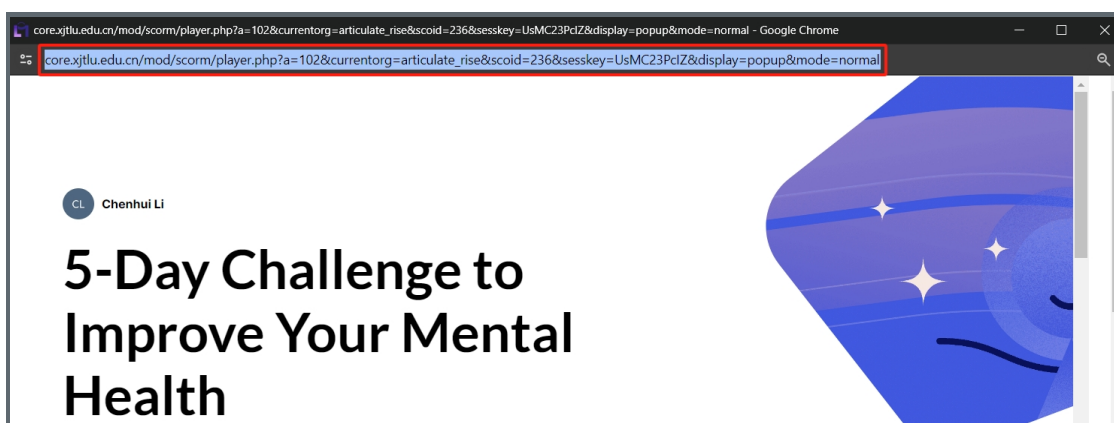 core.xjtlu.edu.cn/mod/scorm/player.php?a=102&currentorg=articulate_rise&scoid=236&sesskey=UsMC23PcIZ&display=popup&mode=normal - Google Chrome
core.xjtlu.edu.cn/mod/scorm/player.php?a=102&currentorg=articulate_rise&scoid=236&sesskey=UsMC23PcIZ&display=popup&mode=normal
CL Chenhui Li
5-Day Challenge to
Improve Your Mental
Health